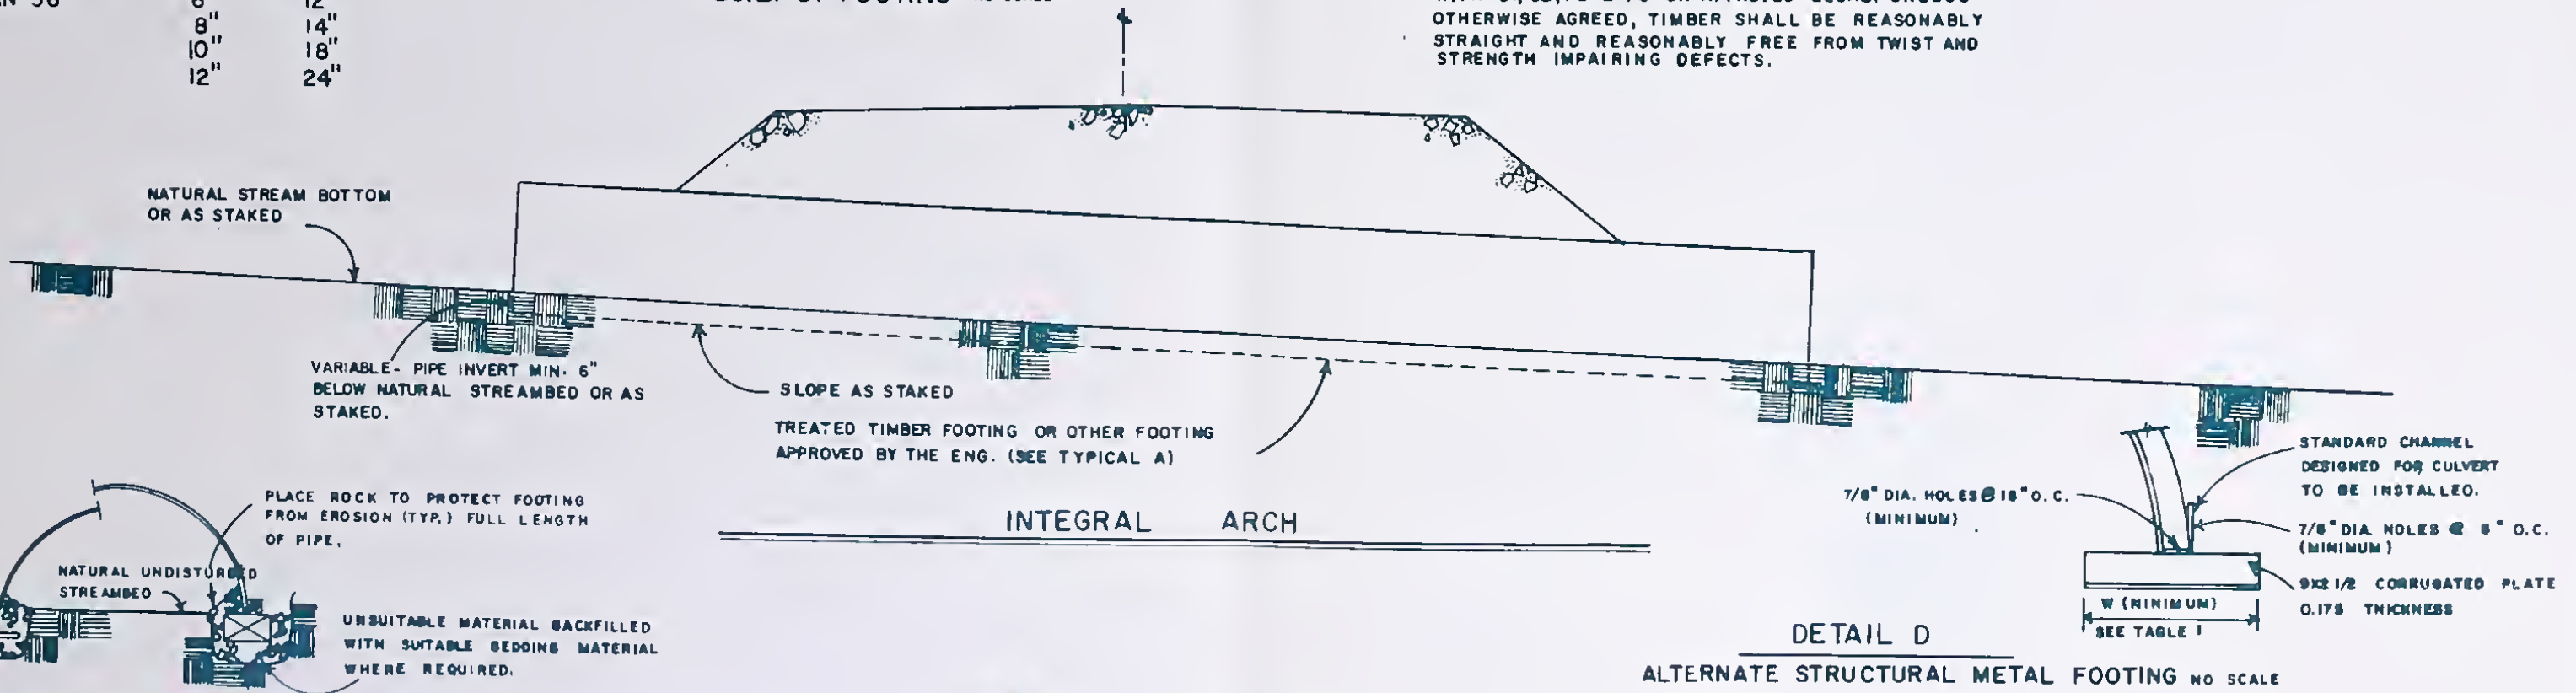 6" 12"
8" 14"
10" 18"
12" 24"
OTHERWISE AGREED, TIMBER SHALL BE REASONABLY
STRAIGHT AND REASONABLY FREE FROM TWIST AND
STRENGTH IMPAIRING DEFECTS.
NATURAL STREAM BOTTOM
OR AS STAKED
VARIABLE- PIPE INVERT MIN. 6"
BELOW NATURAL STREAMBED OR AS
STAKED.
SLOPE AS STAKED
TREATED TIMBER FOOTING OR OTHER FOOTING
APPROVED BY THE ENG. (SEE TYPICAL A)
INTEGRAL ARCH
PLACE ROCK TO PROTECT FOOTING
FROM EROSION (TYP.) FULL LENGTH
OF PIPE.
NATURAL UNDISTURBED
STREAMBED
UNSUITABLE MATERIAL BACKFILLED
WITH SUITABLE BEDDING MATERIAL
WHERE REQUIRED.
STANDARD CHANNEL
DESIGNED FOR CULVERT
TO BE INSTALLED.
7/8" DIA. HOLES @ 18" O.C.
(MINIMUM)
7/8" DIA. HOLES @ 6" O.C.
(MINIMUM)
9X2 1/2 CORRUGATED PLATE
0.175 THICKNESS
W (MINIMUM)
SEE TABLE I
DETAIL D
ALTERNATE STRUCTURAL METAL FOOTING NO SCALE